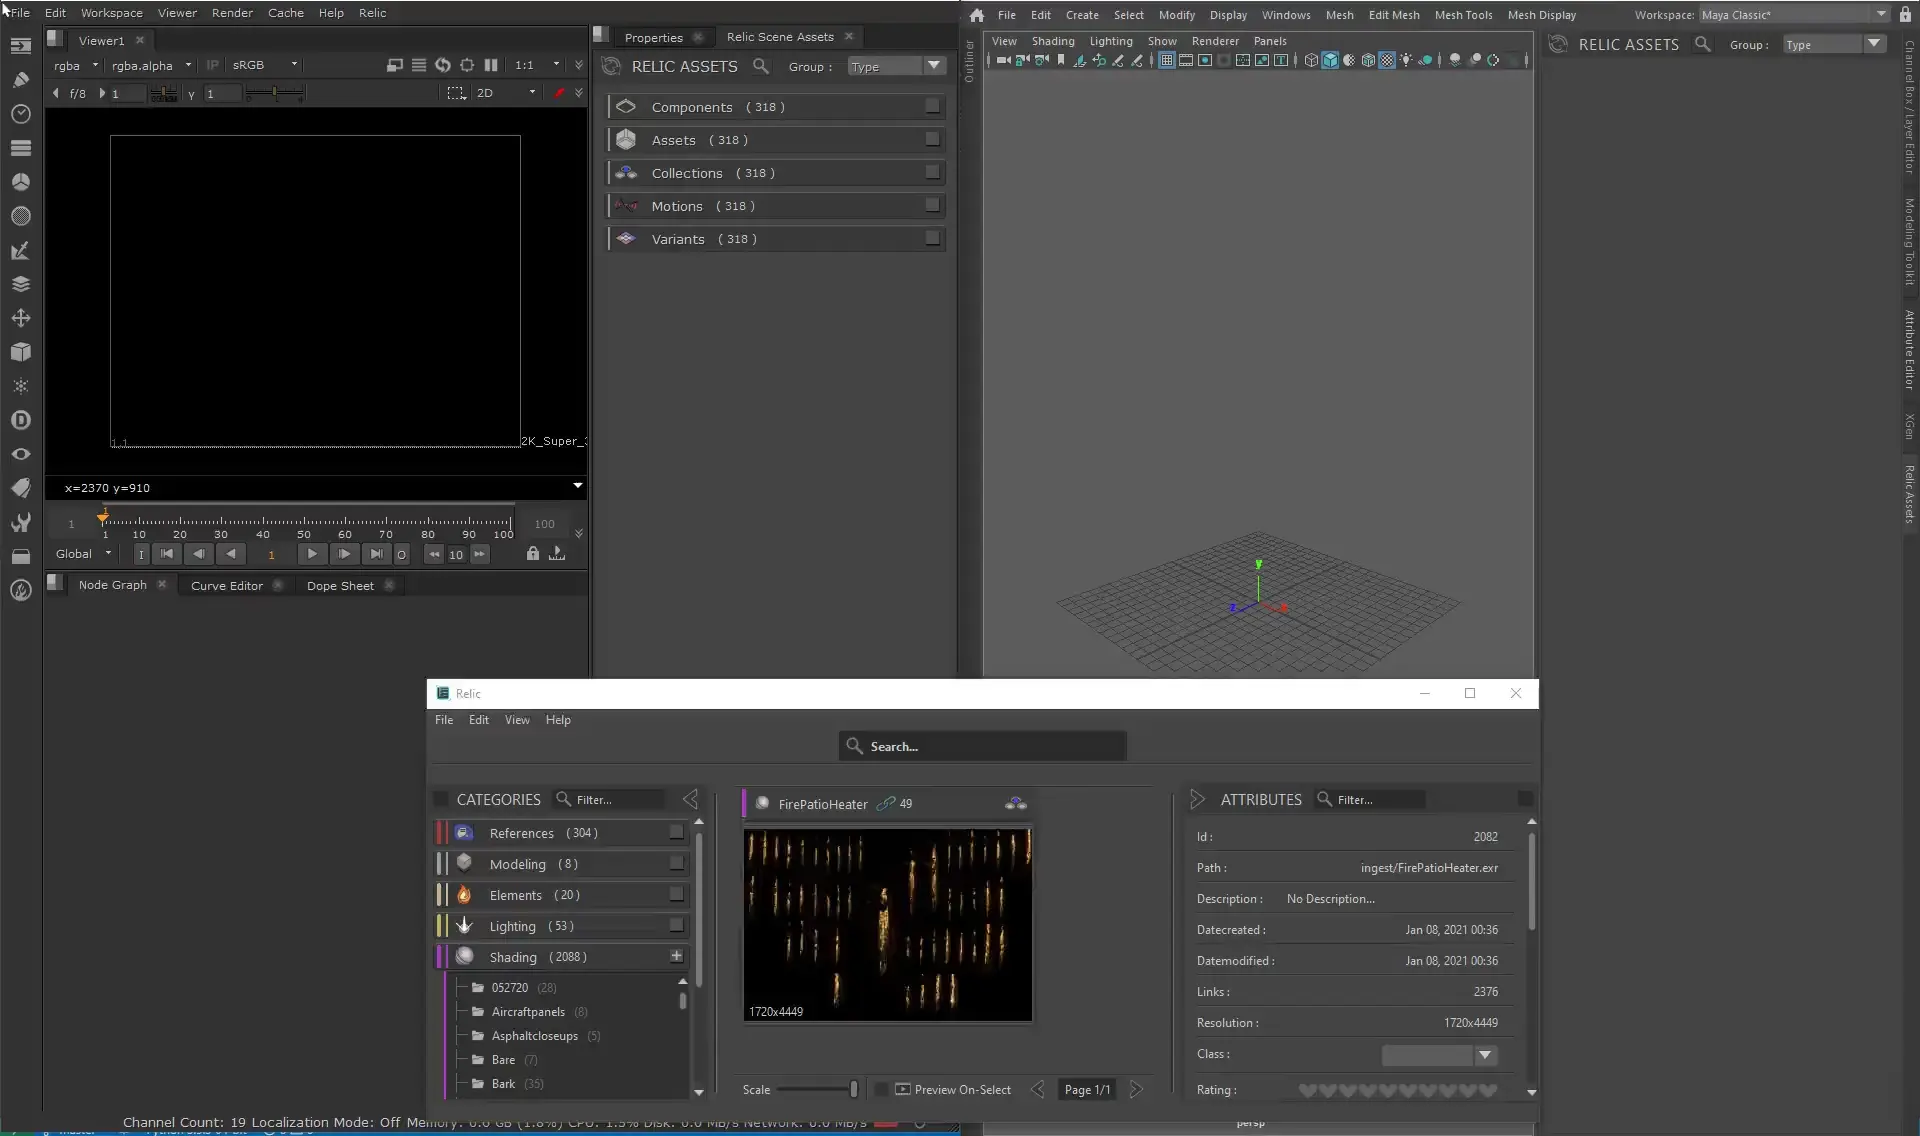 File Edit Workspace Viewer Render Cache Help Relic
Viewer1
rgba rgba.alpha IP sRGB 1:1
f/8 1 y 1 2D
1,1
2K_Super_3
x=2370 y=910
1
1 100
1 10 20 30 40 50 60 70 80 90 100
Global I 1 O 10
Node Graph Curve Editor Dope Sheet
Properties Relic Scene Assets
RELIC ASSETS Group : Type
Components ( 318 )
Assets ( 318 )
Collections ( 318 )
Motions ( 318 )
Variants ( 318 )
File Edit Create Select Modify Display Windows Mesh Edit Mesh Mesh Tools Mesh Display Workspace: Maya Classic*
View Shading Lighting Show Renderer Panels
Outliner
y
z x
persp
RELIC ASSETS Group : Type
Channel Box / Layer Editor
Modeling Toolkit
Attribute Editor
XGen
Relic Assets
Relic
File Edit View Help
Search...
CATEGORIES Filter...
References ( 304 )
Modeling ( 8 )
Elements ( 20 )
Lighting ( 53 )
Shading ( 2088 )
052720 (28)
Aircraftpanels (8)
Asphaltcloseups (5)
Bare (7)
Bark (35)
FirePatioHeater 49
1720x4449
Scale Preview On-Select Page 1/1
ATTRIBUTES Filter...
Id : 2082
Path : ingest/FirePatioHeater.exr
Description : No Description...
Datecreated : Jan 08, 2021 00:36
Datemodified : Jan 08, 2021 00:36
Links : 2376
Resolution : 1720x4449
Class :
Rating :
Channel Count: 19 Localization Mode: Off Memory: 0.6 GB (1.8%) CPU: 1.5% Disk: 0.0 MB/s Network: 0.0 MB/s